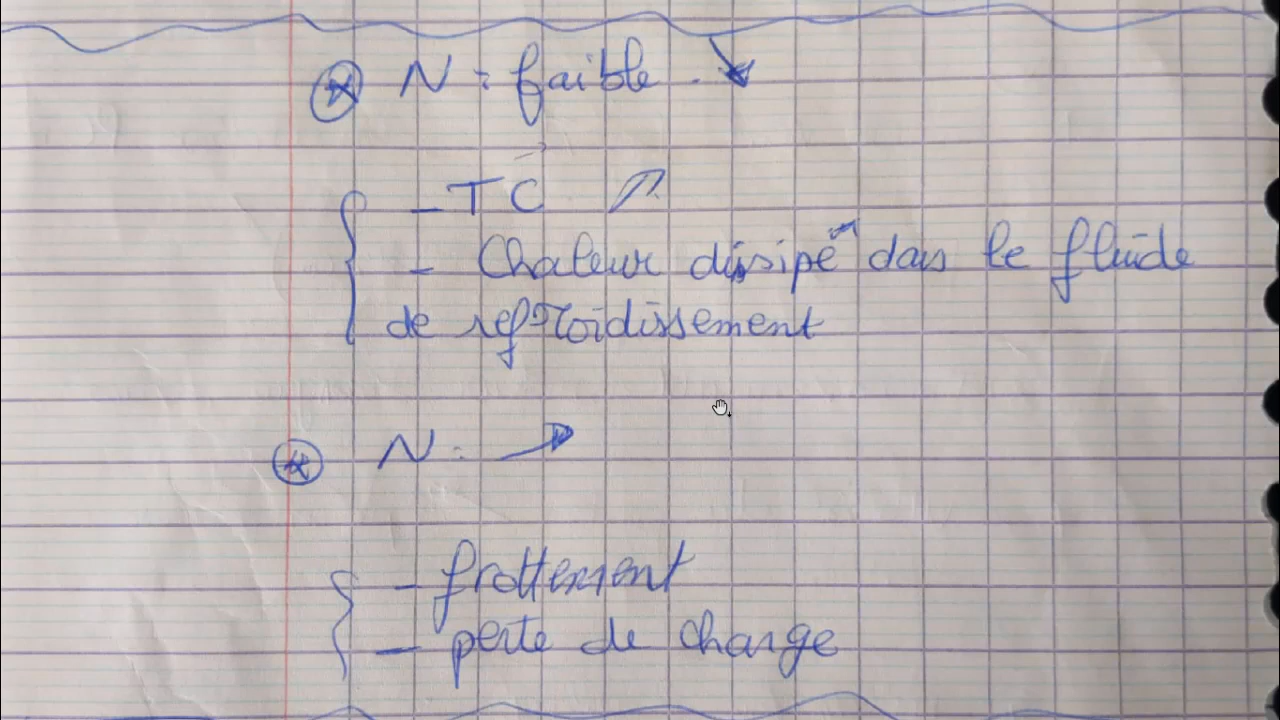 N = faible. ↘
- TC ↗
- Chaleur dissipé ↗ dans le fluide
de refroidissement
N = ↗
- frottement
- perte de charge